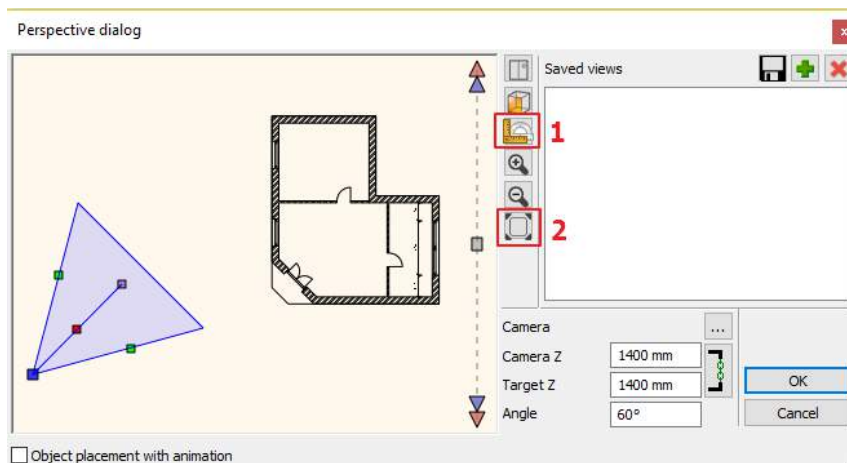 Perspective dialog
x
Saved views
1
2
Camera
...
Camera Z
1400 mm
Target Z
1400 mm
OK
Angle
60°
Cancel
Object placement with animation